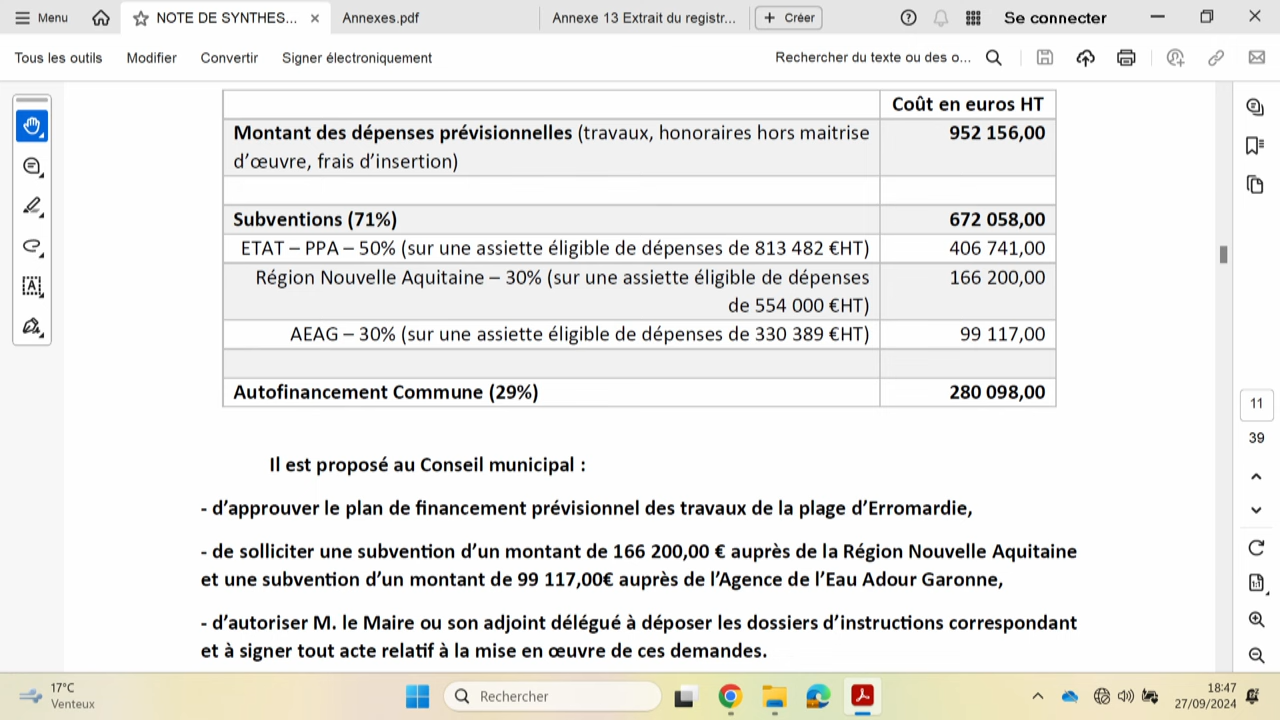 Menu
NOTE DE SYNTHES...
Annexes.pdf
Annexe 13 Extrait du registr...
Créer
Se connecter
Tous les outils
Modifier
Convertir
Signer électroniquement
Rechercher du texte ou des o...
Coût en euros HT
Montant des dépenses prévisionnelles (travaux, honoraires hors maitrise
d’œuvre, frais d’insertion)
952 156,00
Subventions (71%)
672 058,00
ETAT – PPA – 50% (sur une assiette éligible de dépenses de 813 482 €HT)
406 741,00
Région Nouvelle Aquitaine – 30% (sur une assiette éligible de dépenses
de 554 000 €HT)
166 200,00
AEAG – 30% (sur une assiette éligible de dépenses de 330 389 €HT)
99 117,00
Autofinancement Commune (29%)
280 098,00
Il est proposé au Conseil municipal :
- d’approuver le plan de financement prévisionnel des travaux de la plage d’Erromardie,
- de solliciter une subvention d’un montant de 166 200,00 € auprès de la Région Nouvelle Aquitaine
et une subvention d’un montant de 99 117,00€ auprès de l’Agence de l’Eau Adour Garonne,
- d’autoriser M. le Maire ou son adjoint délégué à déposer les dossiers d’instructions correspondant
et à signer tout acte relatif à la mise en œuvre de ces demandes.
11
39
1:1
17°C
Venteux
Rechercher
18:47
27/09/2024